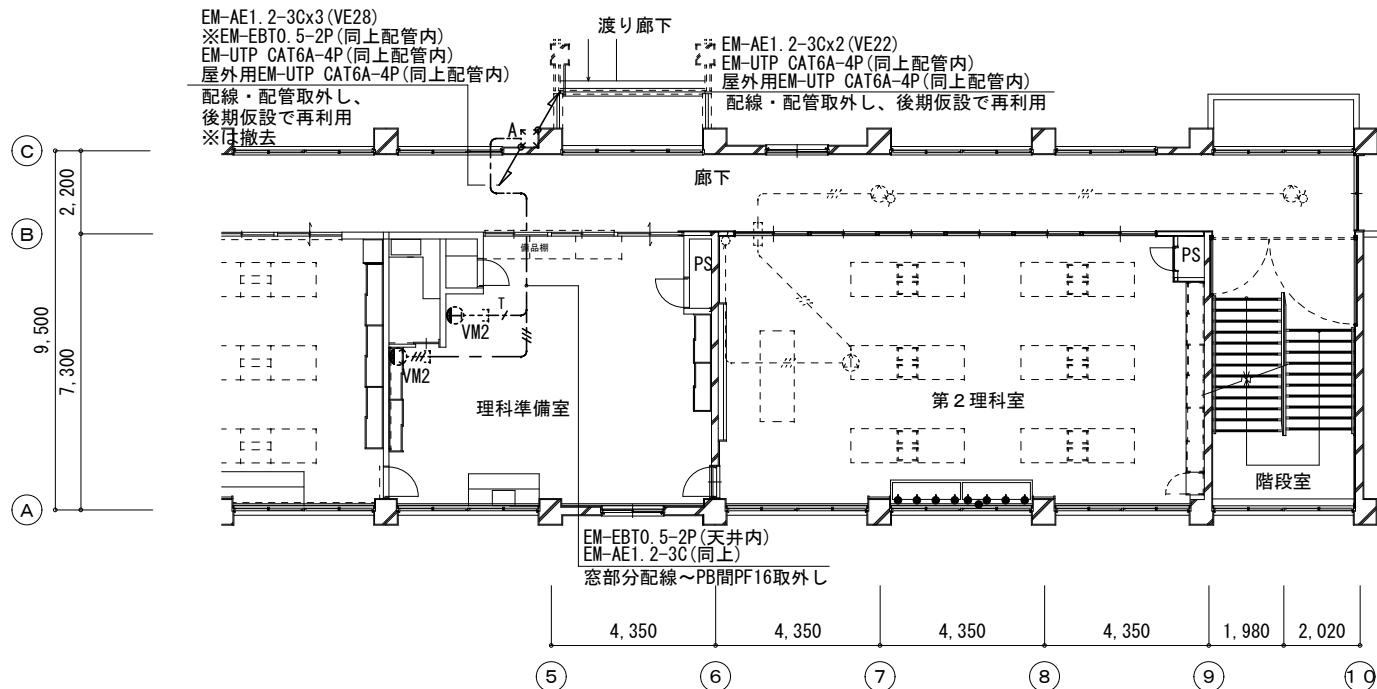 EM-AE1.2-3Cx3(VE28)
※EM-EBT0.5-2P(同上配管内)
EM-UTP CAT6A-4P(同上配管内)
屋外用EM-UTP CAT6A-4P(同上配管内)
配線・配管取外し、
後期仮設で再利用
※は撤去
渡り廊下
EM-AE1.2-3Cx2(VE22)
EM-UTP CAT6A-4P(同上配管内)
屋外用EM-UTP CAT6A-4P(同上配管内)
配線・配管取外し、後期仮設で再利用
A
C
2,200
廊下
B
備品棚
PS
PS
T
VM2
VM2
9,500
7,300
理科準備室
第2理科室
階段室
A
EM-EBT0.5-2P(天井内)
EM-AE1.2-3C(同上)
窓部分配線～PB間PF16取外し
4,350
4,350
4,350
4,350
1,980
2,020
5
6
7
8
9
10